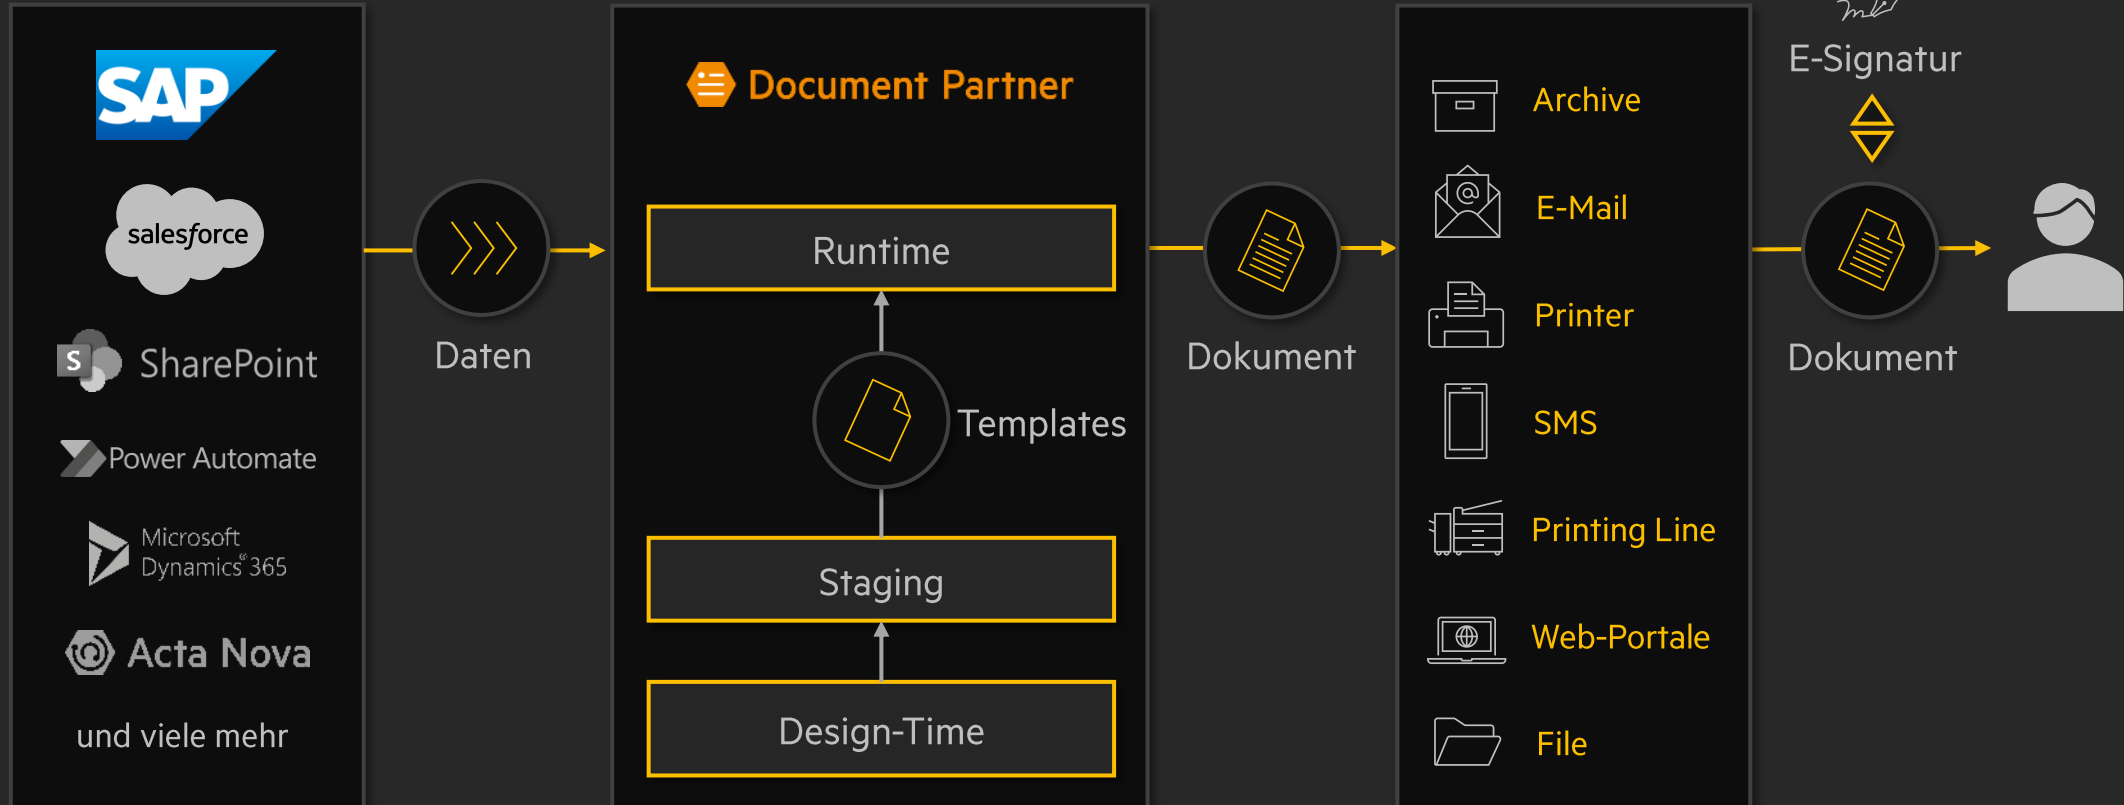 SAP
salesforce
S SharePoint
Power Automate
Microsoft
Dynamics® 365
Acta Nova
und viele mehr
Daten
Document Partner
Runtime
Templates
Staging
Design-Time
Dokument
Archive
@ E-Mail
Printer
SMS
Printing Line
Web-Portale
File
E-Signatur
Dokument